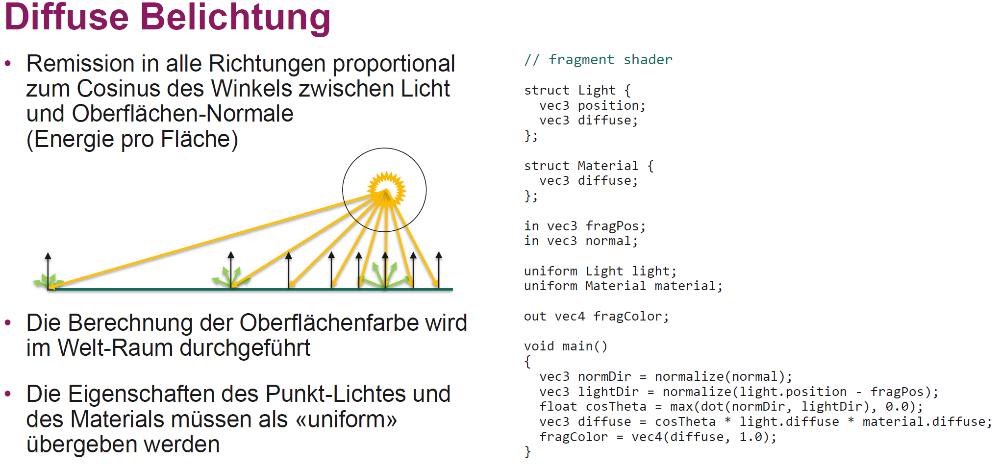 Diffuse Belichtung
• Remission in alle Richtungen proportional
zum Cosinus des Winkels zwischen Licht
und Oberflächen-Normale
(Energie pro Fläche)
• Die Berechnung der Oberflächenfarbe wird
im Welt-Raum durchgeführt
• Die Eigenschaften des Punkt-Lichtes und
des Materials müssen als «uniform»
übergeben werden
// fragment shader
struct Light {
  vec3 position;
  vec3 diffuse;
};
struct Material {
  vec3 diffuse;
};
in vec3 fragPos;
in vec3 normal;
uniform Light light;
uniform Material material;
out vec4 fragColor;
void main()
{
  vec3 normDir = normalize(normal);
  vec3 lightDir = normalize(light.position - fragPos);
  float cosTheta = max(dot(normDir, lightDir), 0.0);
  vec3 diffuse = cosTheta * light.diffuse * material.diffuse;
  fragColor = vec4(diffuse, 1.0);
}